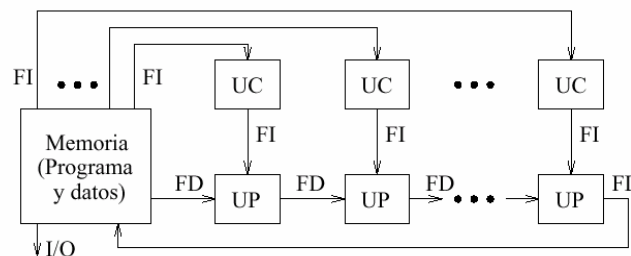 FI
FI
UC
UC
UC
FI
FI
FI
Memoria
(Programa
y datos)
FD
UP
FD
UP
FD
UP
FI
I/O